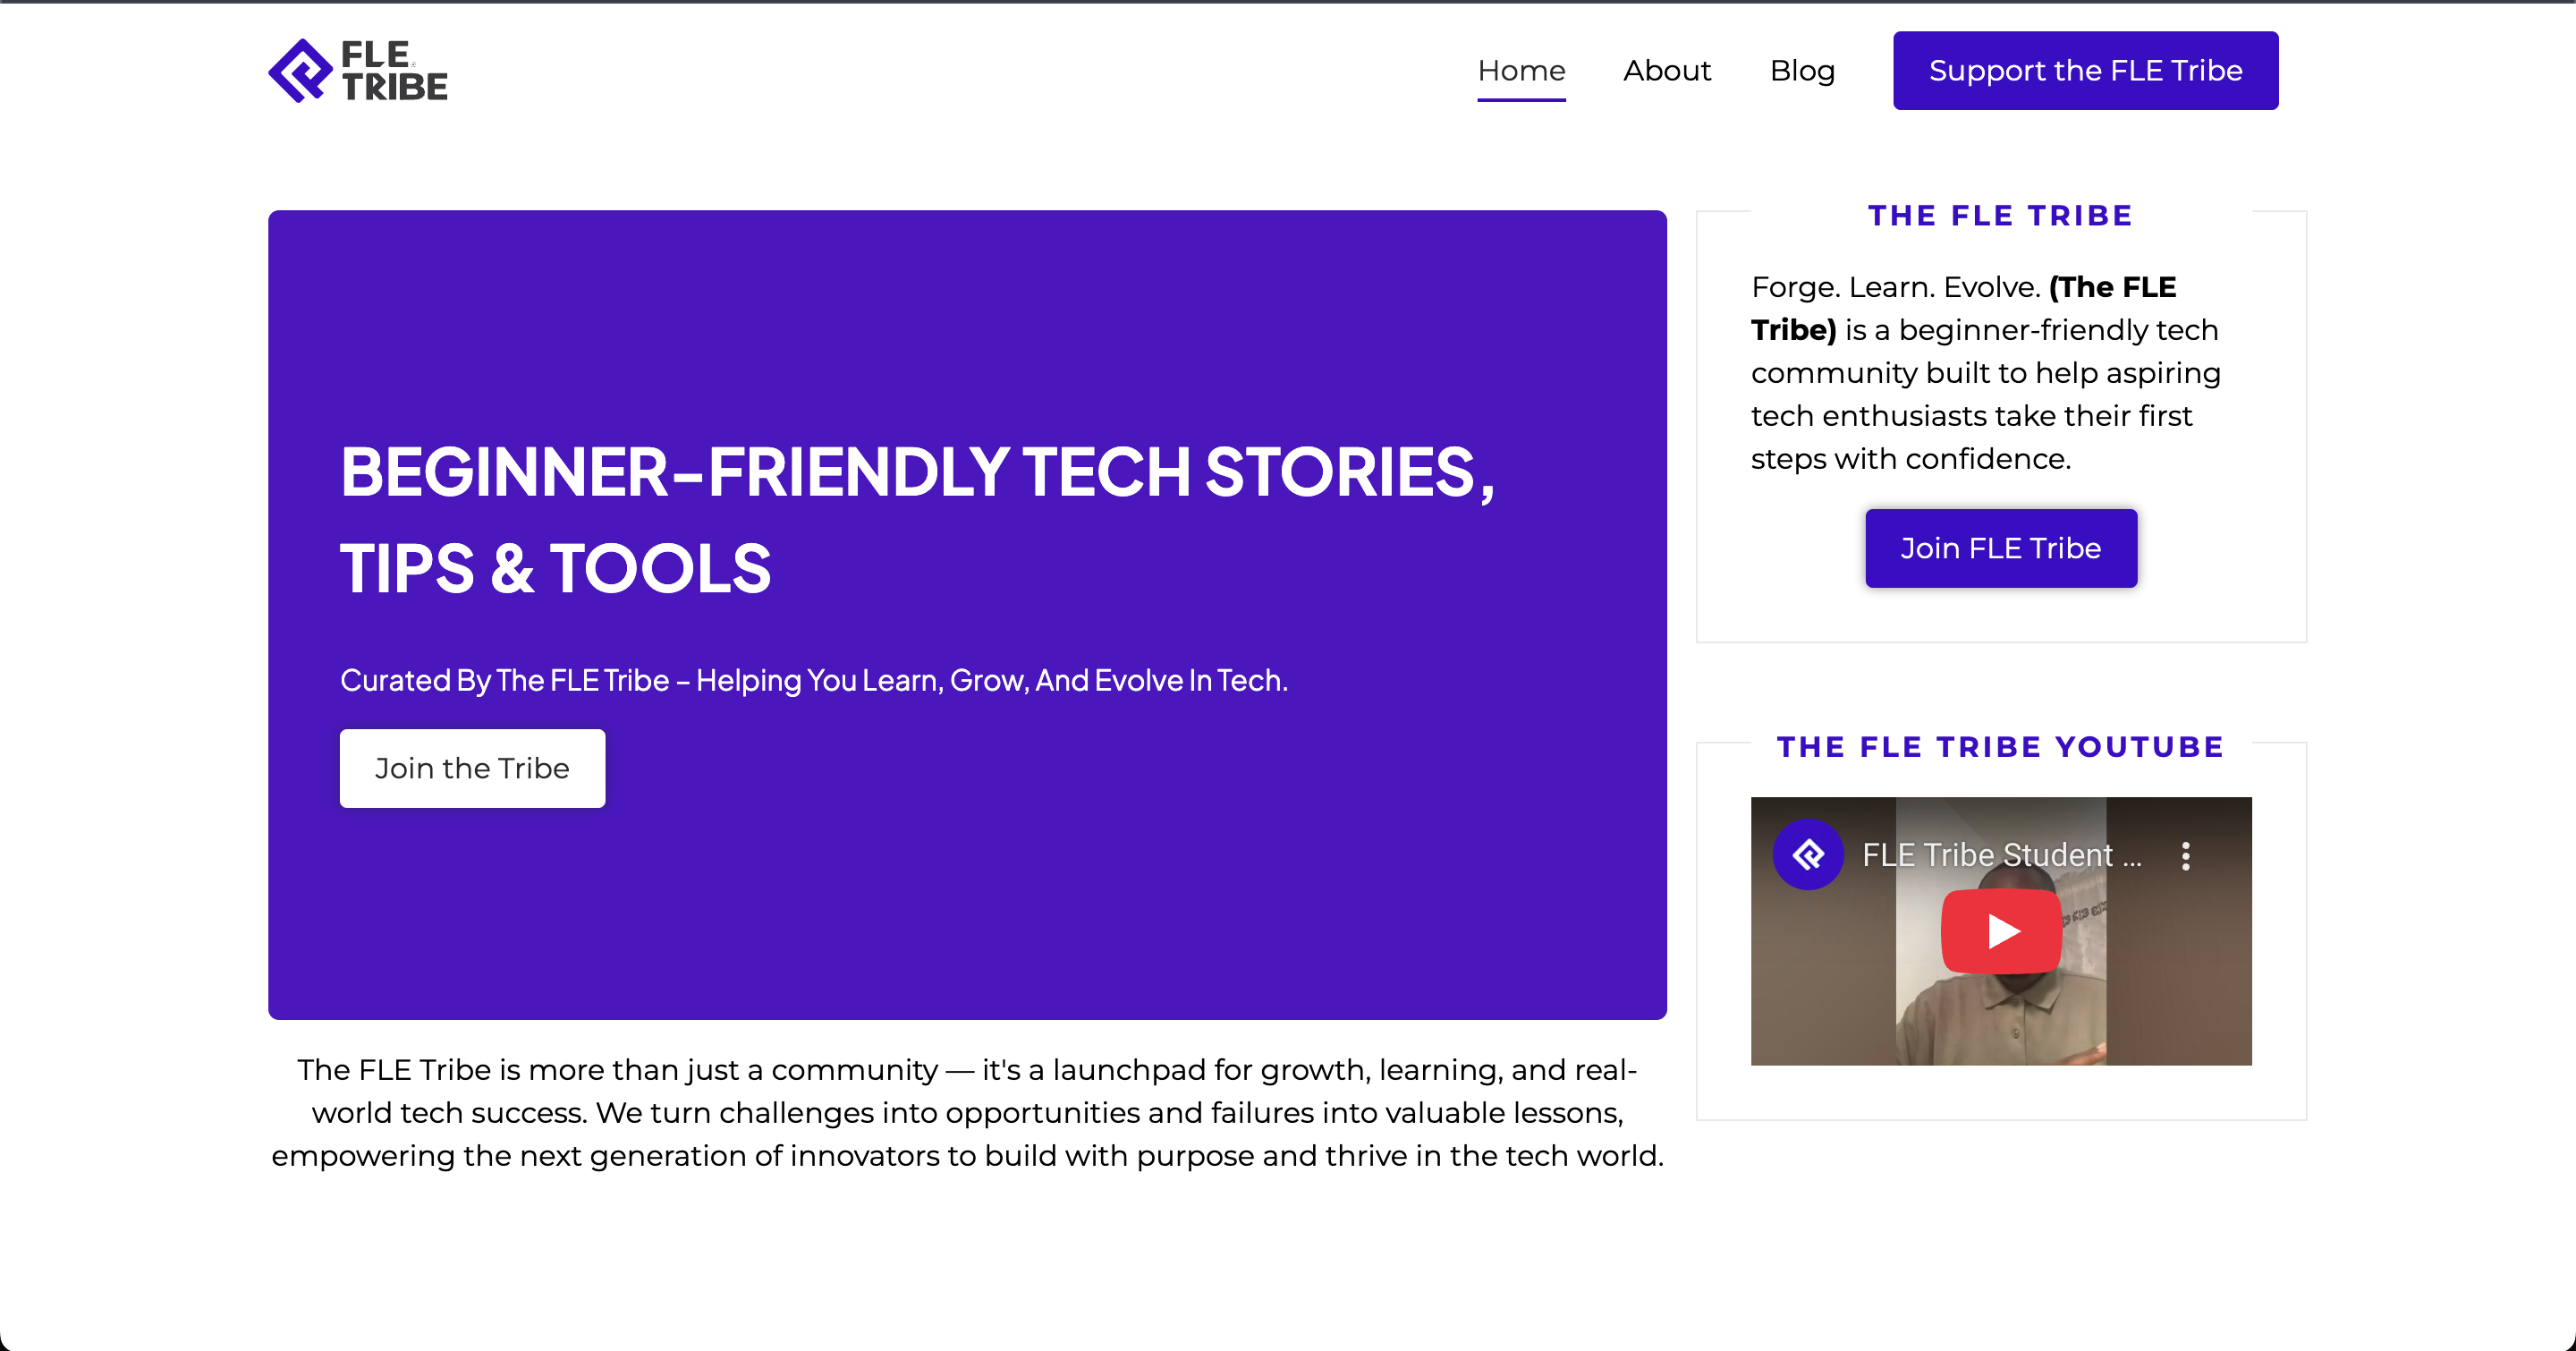 FLE
TRIBE
Home
About
Blog
Support the FLE Tribe
BEGINNER-FRIENDLY TECH STORIES,
TIPS & TOOLS
Curated By The FLE Tribe – Helping You Learn, Grow, And Evolve In Tech.
Join the Tribe
The FLE Tribe is more than just a community — it's a launchpad for growth, learning, and real-
world tech success. We turn challenges into opportunities and failures into valuable lessons,
empowering the next generation of innovators to build with purpose and thrive in the tech world.
THE FLE TRIBE
Forge. Learn. Evolve. (The FLE
Tribe) is a beginner-friendly tech
community built to help aspiring
tech enthusiasts take their first
steps with confidence.
Join FLE Tribe
THE FLE TRIBE YOUTUBE
FLE Tribe Student ...